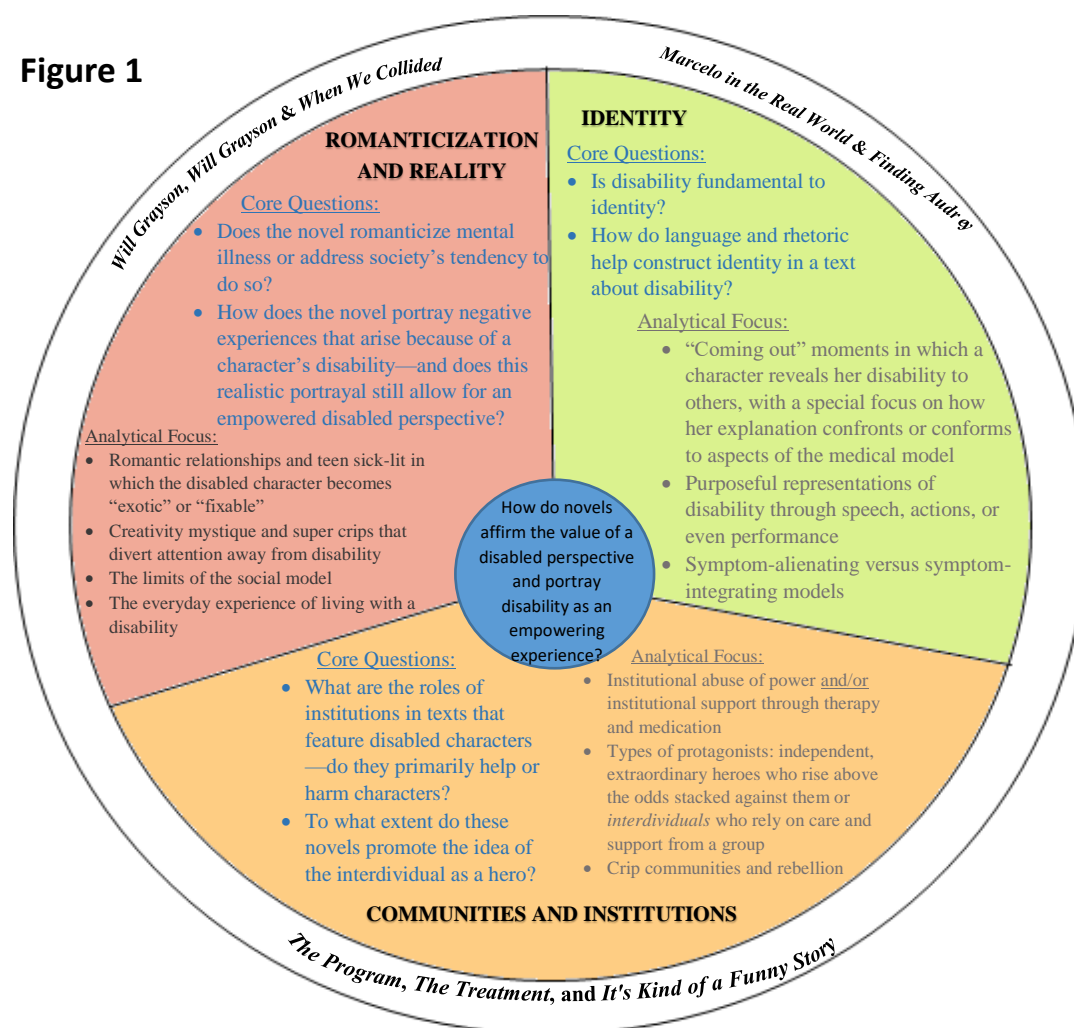 Figure 1
Will Grayson, Will Grayson & When We Collided
Marcelo in the Real World & Finding Audrey
ROMANTICIZATION
AND REALITY
Core Questions:
• Does the novel romanticize mental
illness or address society’s tendency to
do so?
• How does the novel portray negative
experiences that arise because of a
character’s disability—and does this
realistic portrayal still allow for an
empowered disabled perspective?
Analytical Focus:
• Romantic relationships and teen sick-lit in
which the disabled character becomes
“exotic” or “fixable”
• Creativity mystique and super crips that
divert attention away from disability
• The limits of the social model
• The everyday experience of living with a
disability
IDENTITY
Core Questions:
• Is disability fundamental to
identity?
• How do language and rhetoric
help construct identity in a text
about disability?
Analytical Focus:
• “Coming out” moments in which a
character reveals her disability to
others, with a special focus on how
her explanation confronts or conforms
to aspects of the medical model
• Purposeful representations of
disability through speech, actions, or
even performance
• Symptom-alienating versus symptom-
integrating models
How do novels
affirm the value of a
disabled perspective
and portray
disability as an
empowering
experience?
Core Questions:
• What are the roles of
institutions in texts that
feature disabled characters
—do they primarily help or
harm characters?
• To what extent do these
novels promote the idea of
the interdividual as a hero?
Analytical Focus:
• Institutional abuse of power and/or
institutional support through therapy
and medication
• Types of protagonists: independent,
extraordinary heroes who rise above
the odds stacked against them or
interdividuals who rely on care and
support from a group
• Crip communities and rebellion
COMMUNITIES AND INSTITUTIONS
The Program, The Treatment, and It's Kind of a Funny Story